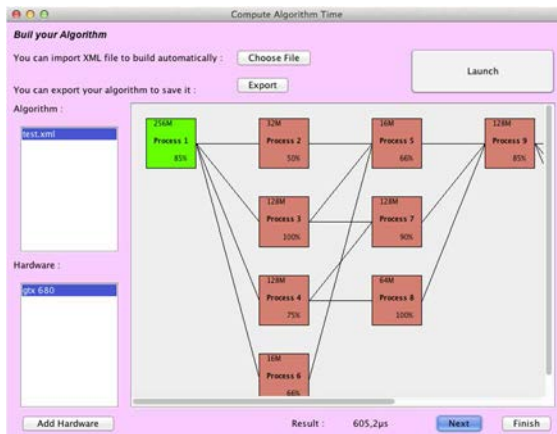 Compute Algorithm Time
Buil your Algorithm
You can import XML file to build automatically :
Choose File
Launch
You can export your algorithm to save it :
Export
Algorithm :
test.xml
Hardware :
gtx 680
256M
Process 1
85%
32M
Process 2
50%
16M
Process 5
66%
128M
Process 9
85%
128M
Process 3
100%
128M
Process 7
90%
128M
Process 4
75%
64M
Process 8
100%
16M
Process 6
66%
Add Hardware
Result :
605,2µs
Next
Finish